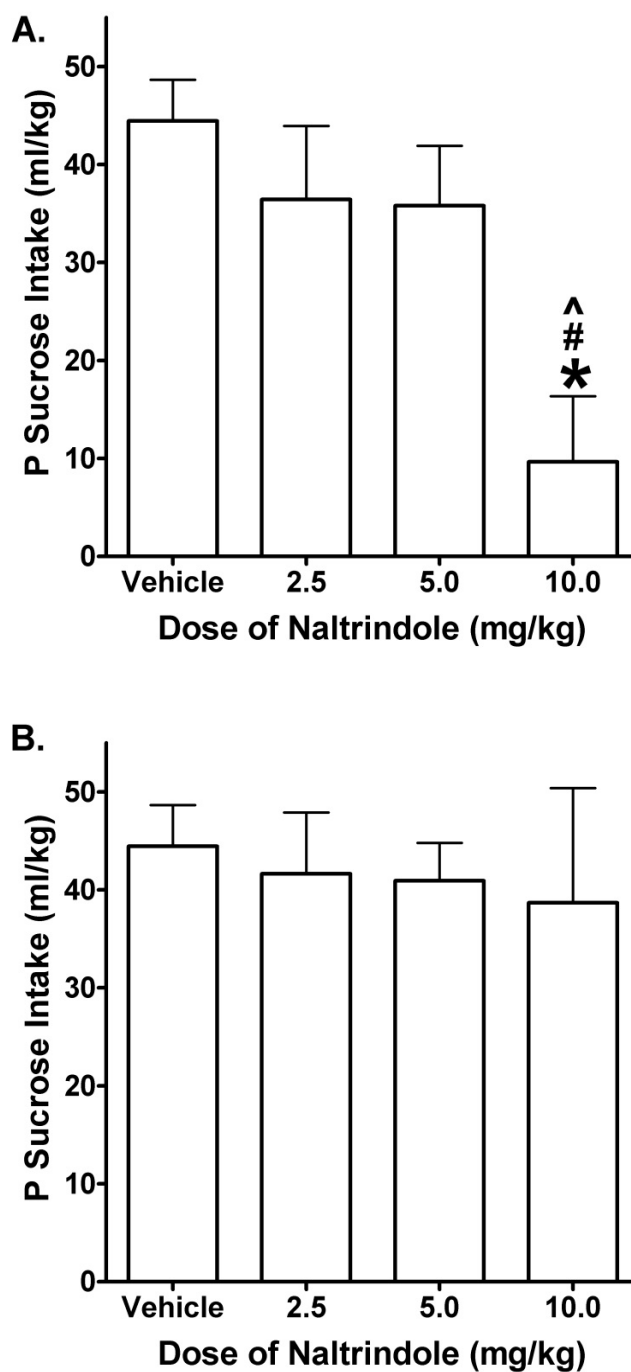 A.
P Sucrose Intake (ml/kg)
50
40
30
20
10
0
^
#
*
Vehicle 2.5 5.0 10.0
Dose of Naltrindole (mg/kg)
B.
P Sucrose Intake (ml/kg)
50
40
30
20
10
0
Vehicle 2.5 5.0 10.0
Dose of Naltrindole (mg/kg)